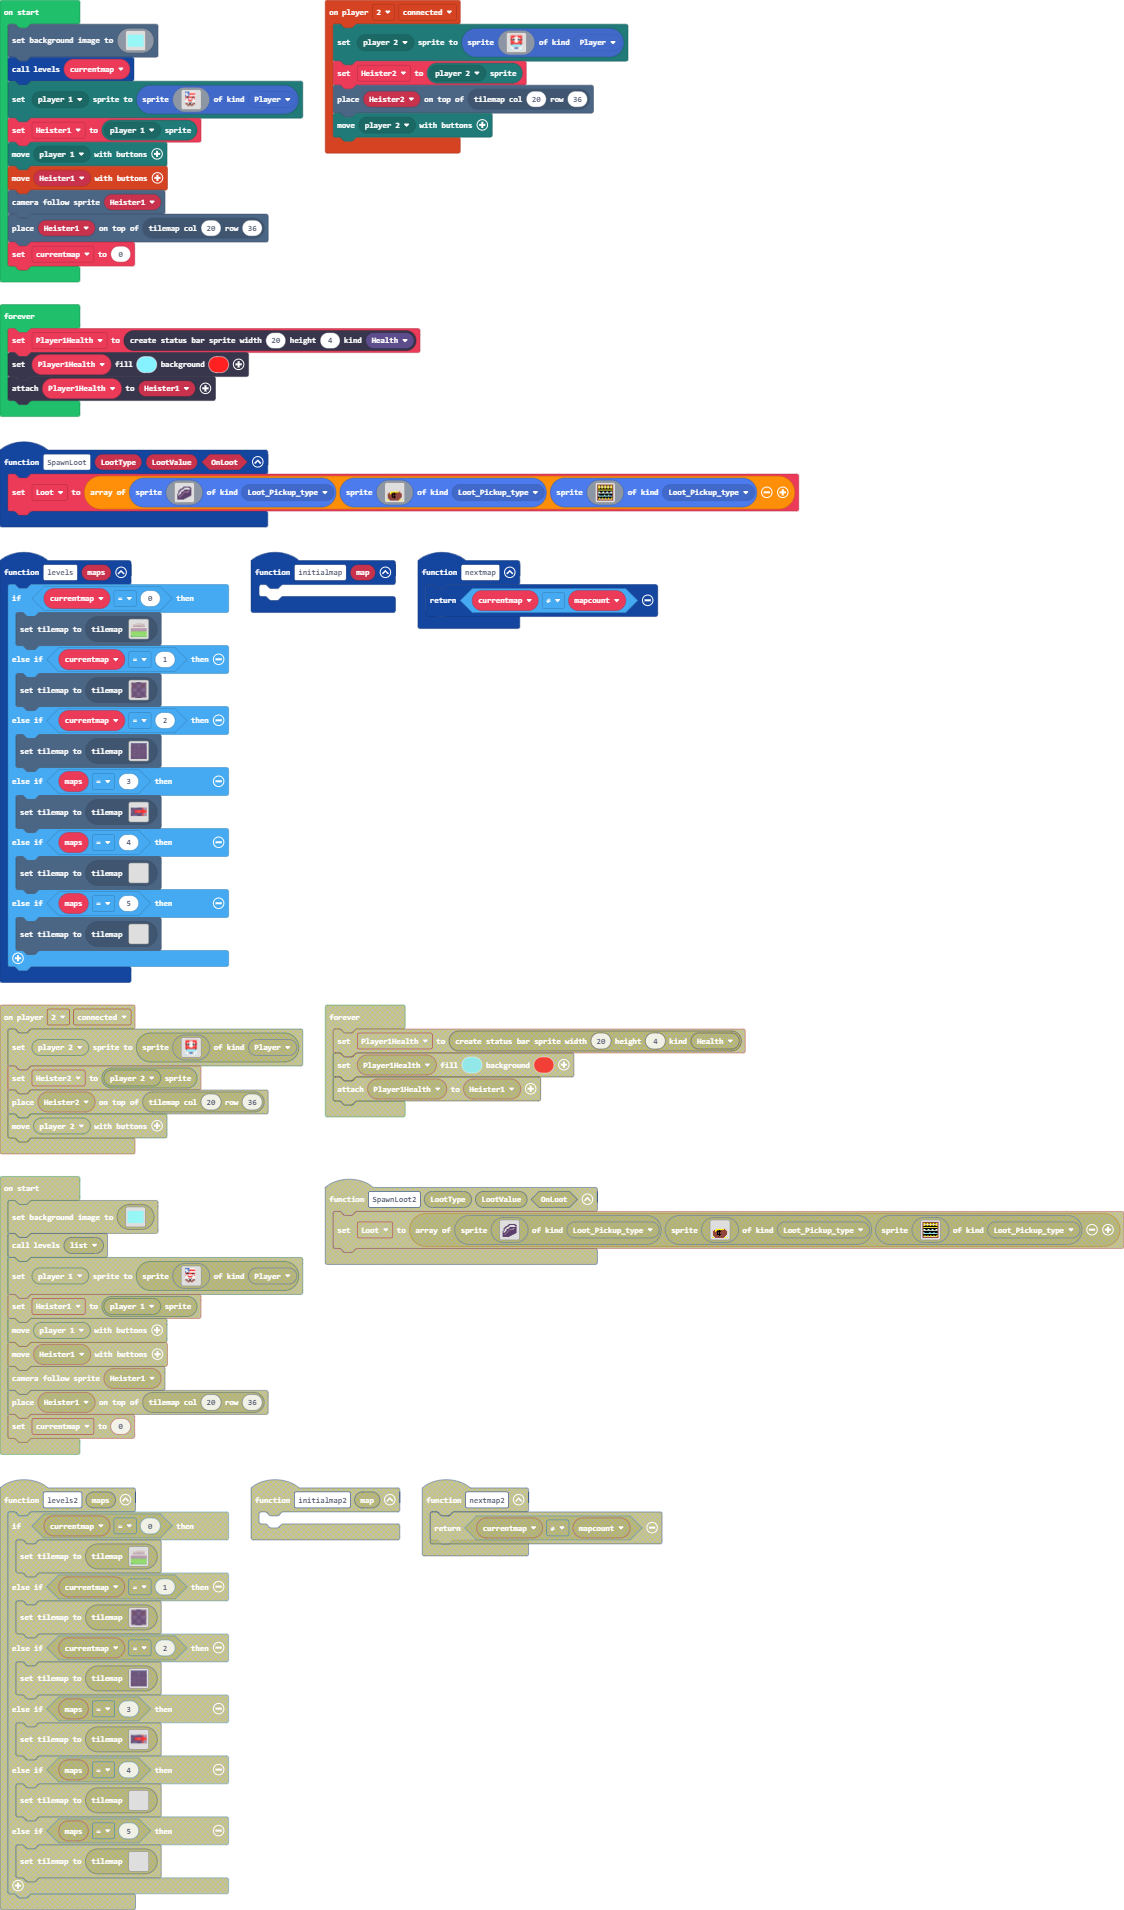 on start
set background image to
call levels currentmap
set player 1 sprite to sprite of kind Player
set Heister1 to player 1 sprite
move player 1 with buttons
move Heister1 with buttons
camera follow sprite Heister1
place Heister1 on top of tilemap col 20 row 36
set currentmap to 0
on player 2 connected
set player 2 sprite to sprite of kind Player
set Heister2 to player 2 sprite
place Heister2 on top of tilemap col 20 row 36
move player 2 with buttons
forever
set Player1Health to create status bar sprite width 20 height 4 kind Health
set Player1Health fill background
attach Player1Health to Heister1
function SpawnLoot LootType LootValue OnLoot
set Loot to array of sprite of kind Loot_Pickup_type sprite of kind Loot_Pickup_type sprite of kind Loot_Pickup_type
function levels maps
if currentmap = 0 then
set tilemap to tilemap
else if currentmap = 1 then
set tilemap to tilemap
else if currentmap = 2 then
set tilemap to tilemap
else if maps = 3 then
set tilemap to tilemap
else if maps = 4 then
set tilemap to tilemap
else if maps = 5 then
set tilemap to tilemap
function initialmap map
function nextmap
return currentmap ≠ mapcount
on player 2 connected
set player 2 sprite to sprite of kind Player
set Heister2 to player 2 sprite
place Heister2 on top of tilemap col 20 row 36
move player 2 with buttons
forever
set Player1Health to create status bar sprite width 20 height 4 kind Health
set Player1Health fill background
attach Player1Health to Heister1
on start
set background image to
call levels list
set player 1 sprite to sprite of kind Player
set Heister1 to player 1 sprite
move player 1 with buttons
move Heister1 with buttons
camera follow sprite Heister1
place Heister1 on top of tilemap col 20 row 36
set currentmap to 0
function SpawnLoot2 LootType LootValue OnLoot
set Loot to array of sprite of kind Loot_Pickup_type sprite of kind Loot_Pickup_type sprite of kind Loot_Pickup_type
function levels2 maps
if currentmap = 0 then
set tilemap to tilemap
else if currentmap = 1 then
set tilemap to tilemap
else if currentmap = 2 then
set tilemap to tilemap
else if maps = 3 then
set tilemap to tilemap
else if maps = 4 then
set tilemap to tilemap
else if maps = 5 then
set tilemap to tilemap
function initialmap2 map
function nextmap2
return currentmap ≠ mapcount